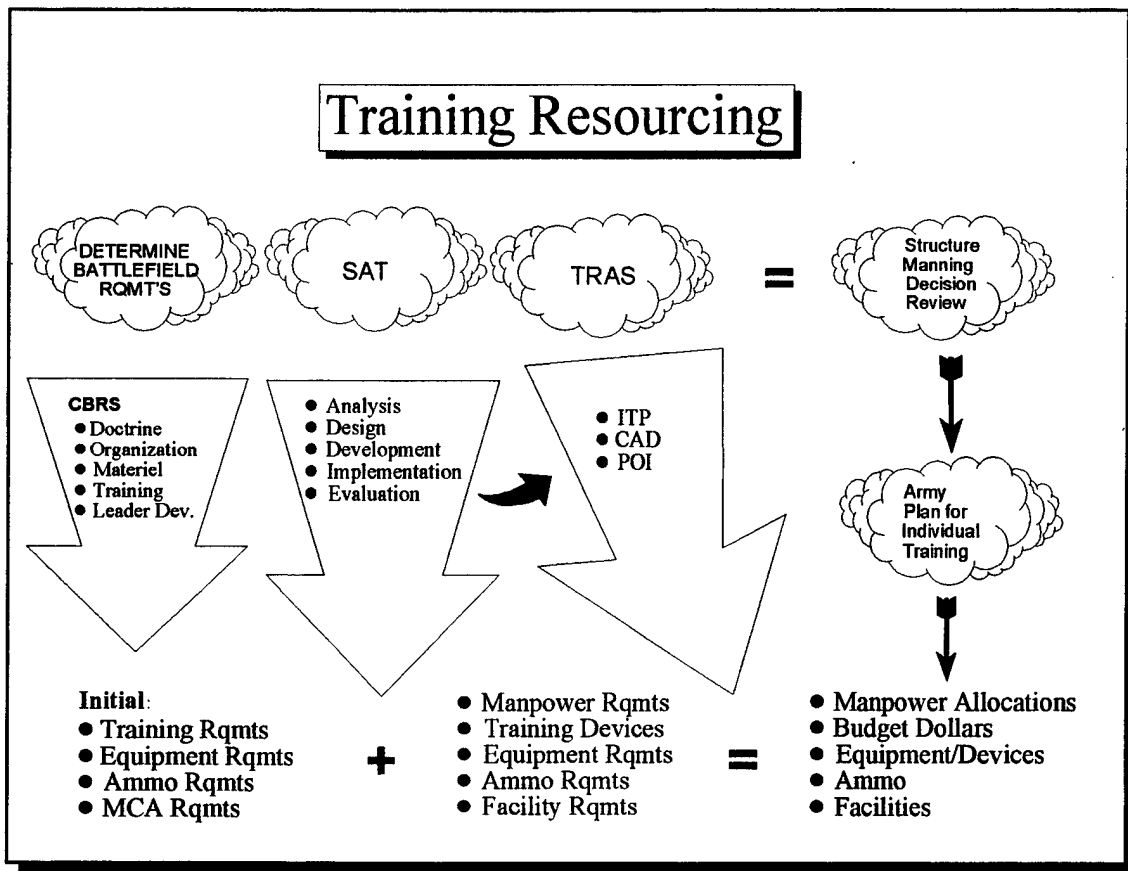 Training Resourcing
DETERMINE
BATTLEFIELD
RQMT'S
SAT
TRAS
=
Structure
Manning
Decision
Review
CBRS
● Doctrine
● Organization
● Materiel
● Training
● Leader Dev.
● Analysis
● Design
● Development
● Implementation
● Evaluation
● ITP
● CAD
● POI
Army
Plan for
Individual
Training
Initial:
● Training Rqmts
● Equipment Rqmts
● Ammo Rqmts
● MCA Rqmts
+
● Manpower Rqmts
● Training Devices
● Equipment Rqmts
● Ammo Rqmts
● Facility Rqmts
=
● Manpower Allocations
● Budget Dollars
● Equipment/Devices
● Ammo
● Facilities